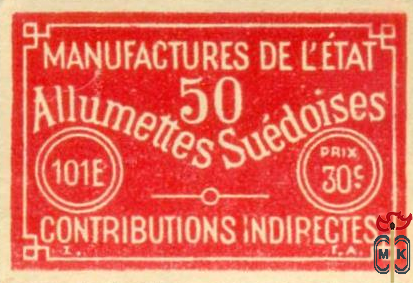 MANUFACTURES DE L'ÉTAT
50
Allumettes Suédoises
101E
PRIX
30c
CONTRIBUTIONS INDIRECTES
I.
T.A.
MK